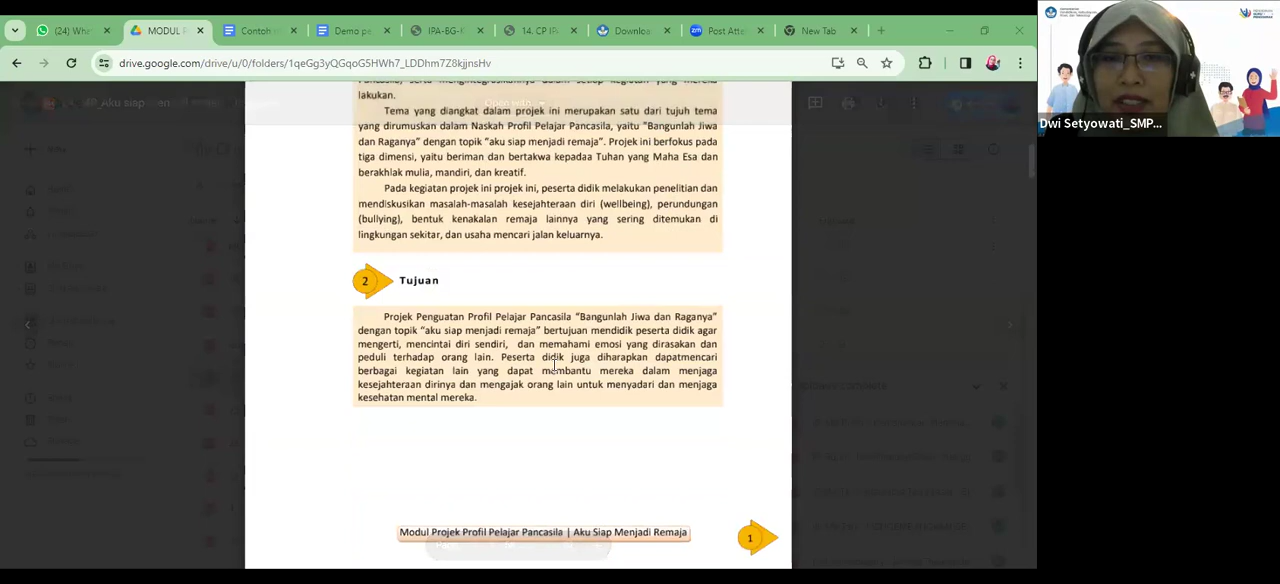 (24) What
MODUL P
Contoh M
Demo pe
IPA-BG-K
14. CP IPA
Downloa
Post Atte
New Tab
drive.google.com/drive/u/0/folders/1qeGg3yQGqoG5HWh7_LDDhm7Z8kjjnsHv
lakukan.
Tema yang diangkat dalam projek ini merupakan satu dari tujuh tema
yang dirumuskan dalam Naskah Profil Pelajar Pancasila, yaitu "Bangunlah Jiwa
dan Raganya" dengan topik "aku siap menjadi remaja". Projek ini berfokus pada
tiga dimensi, yaitu beriman dan bertakwa kepadaa Tuhan yang Maha Esa dan
berakhlak mulia, mandiri, dan kreatif.
Pada kegiatan projek ini projek ini, peserta didik melakukan penelitian dan
mendiskusikan masalah-masalah kesejahteraan diri (wellbeing), perundungan
(bullying), bentuk kenakalan remaja lainnya yang sering ditemukan di
lingkungan sekitar, dan usaha mencari jalan keluarnya.
2 Tujuan
Projek Penguatan Profil Pelajar Pancasila "Bangunlah Jiwa dan Raganya"
dengan topik "aku siap menjadi remaja" bertujuan mendidik peserta didik agar
mengerti, mencintai diri sendiri, dan memahami emosi yang dirasakan dan
peduli terhadap orang lain. Peserta didik juga diharapkan dapatmencari
berbagai kegiatan lain yang dapat membantu mereka dalam menjaga
kesejahteraan dirinya dan mengajak orang lain untuk menyadari dan menjaga
kesehatan mental mereka.
Modul Projek Profil Pelajar Pancasila | Aku Siap Menjadi Remaja
1
Dwi Setyowati_SMP...